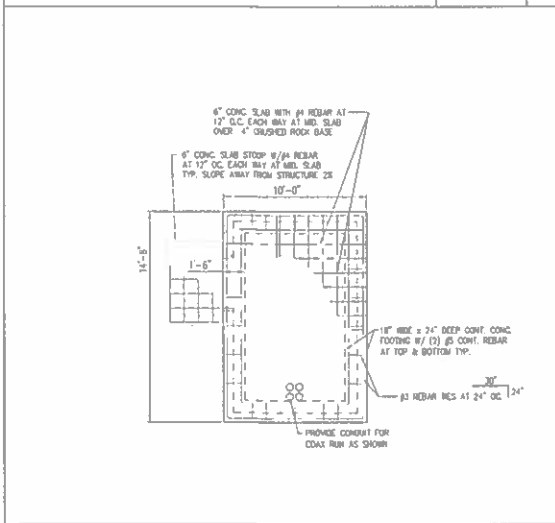 6" CONC. SLAB WITH #4 REBAR AT
12" O.C. EACH WAY AT MID. SLAB
OVER 4" CRUSHED ROCK BASE
6" CONC. SLAB STOOP W/#4 REBAR
AT 12" OC. EACH WAY AT MID. SLAB
TYP. SLOPE AWAY FROM STRUCTURE 2%
10'-0"
14'-8"
1'-6"
18" WIDE x 24" DEEP CONT. CONC.
FOOTING W/ (2) #5 CONT. REBAR
AT TOP & BOTTOM TYP.
30"
24"
#3 REBAR TIES AT 24" OC.
PROVIDE CONDUIT FOR
COAX RUN AS SHOWN